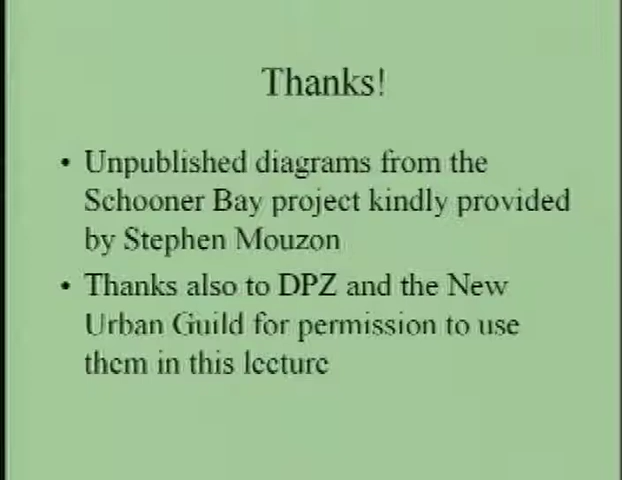 Thanks!
• Unpublished diagrams from the
Schooner Bay project kindly provided
by Stephen Mouzon
• Thanks also to DPZ and the New
Urban Guild for permission to use
them in this lecture